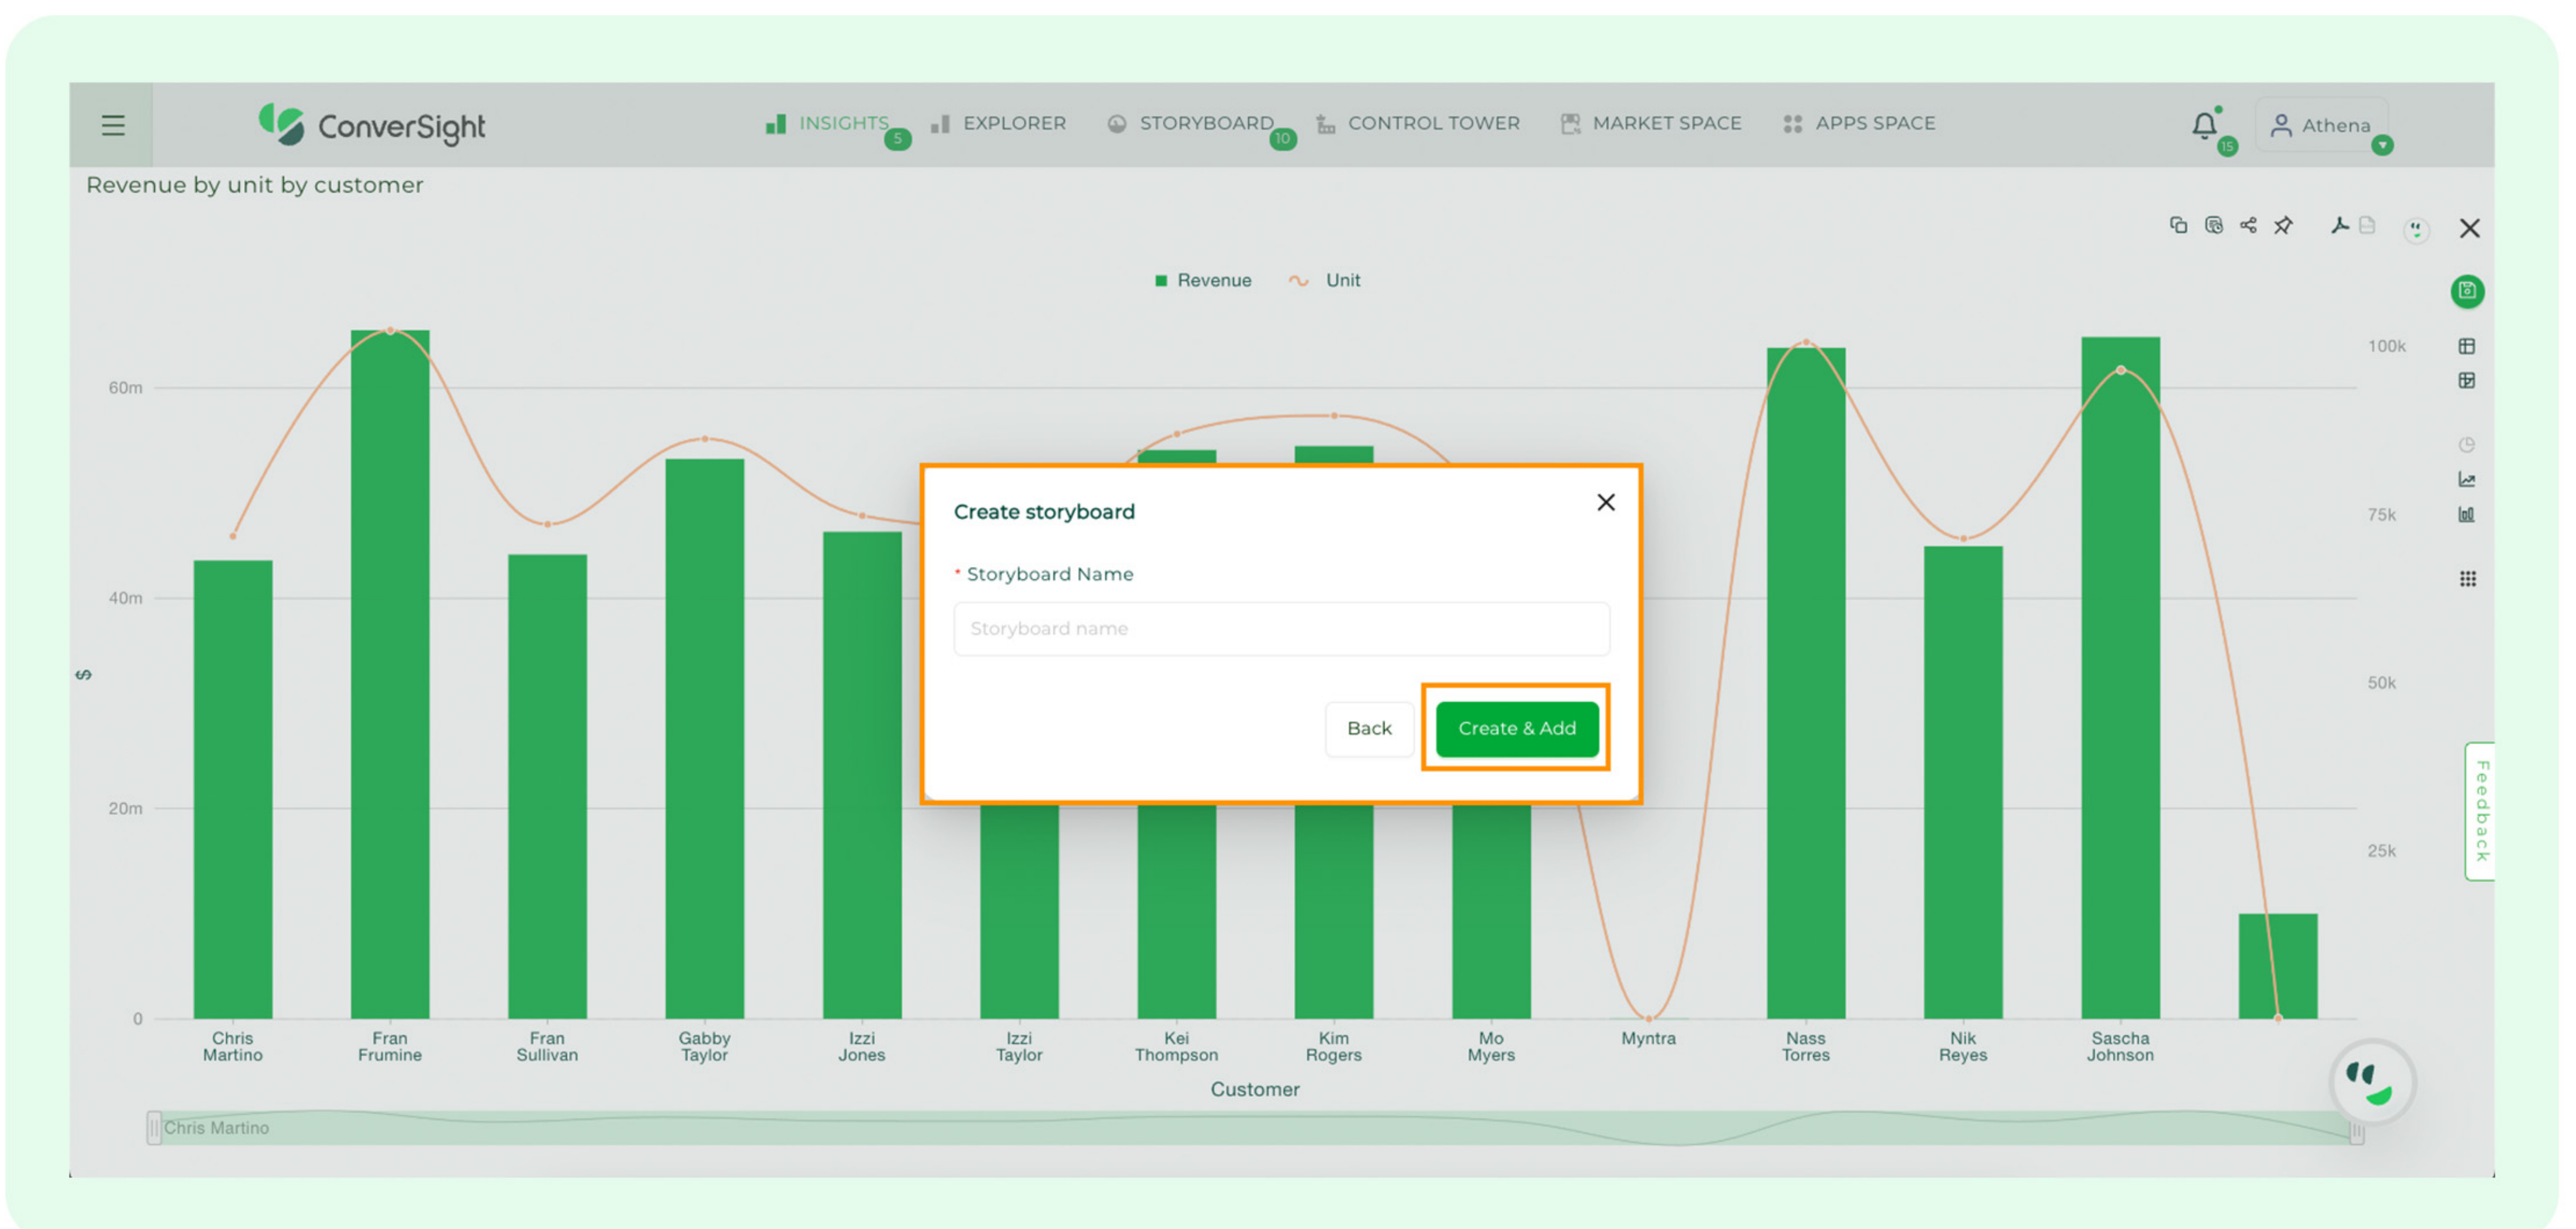 ConverSight
INSIGHTS 5
EXPLORER
STORYBOARD 10
CONTROL TOWER
MARKET SPACE
APPS SPACE
15
Athena
Revenue by unit by customer
Revenue
Unit
60m
40m
20m
0
$
100k
75k
50k
25k
Create storyboard
* Storyboard Name
Storyboard name
Back
Create & Add
Feedback
Chris Martino
Fran Frumine
Fran Sullivan
Gabby Taylor
Izzi Jones
Izzi Taylor
Kei Thompson
Kim Rogers
Mo Myers
Myntra
Nass Torres
Nik Reyes
Sascha Johnson
Customer
Chris Martino